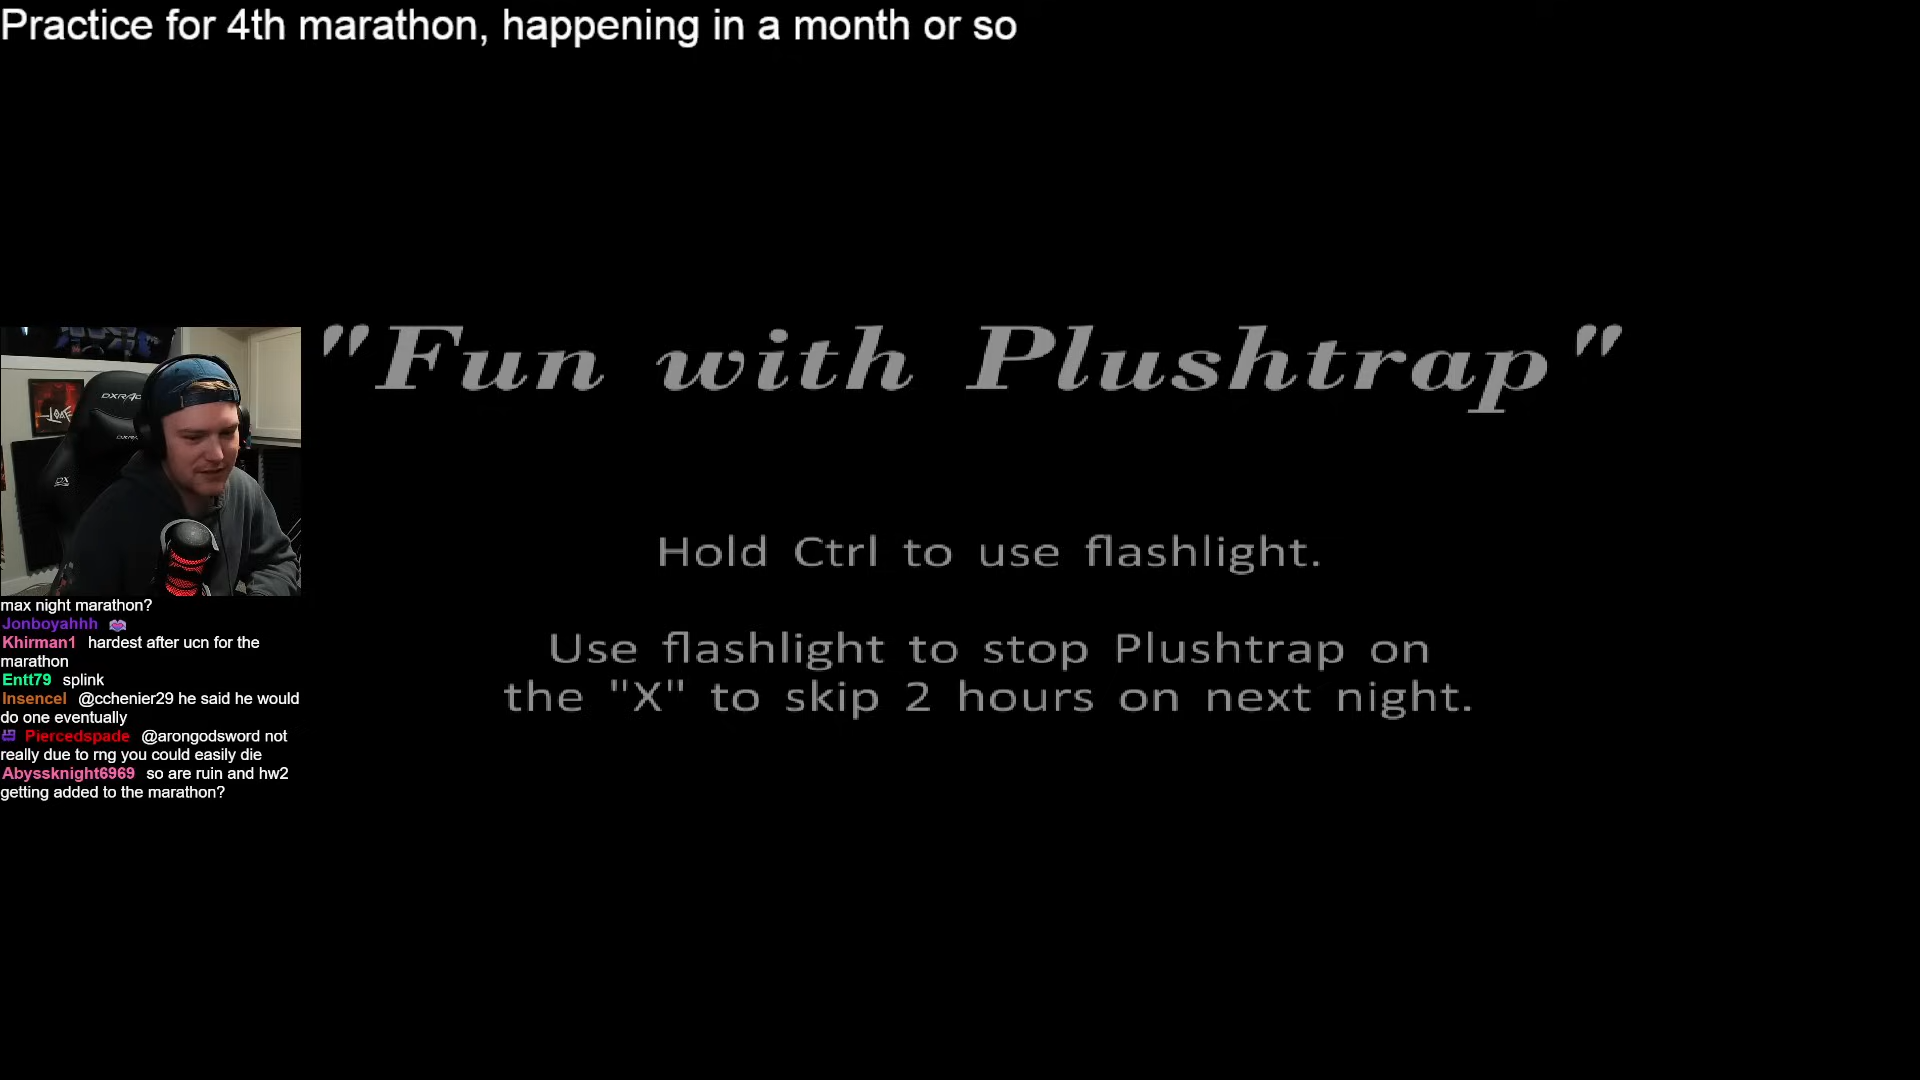 Practice for 4th marathon, happening in a month or so
"Fun with Plushtrap"
Hold Ctrl to use flashlight.
Use flashlight to stop Plushtrap on
the "X" to skip 2 hours on next night.
DXRAC
DX
max night marathon?
Jonboyahhh
Khirman1 hardest after ucn for the
marathon
Entt79 splink
Insencel @cchenier29 he said he would
do one eventually
Piercedspade @arongodsword not
really due to rng you could easily die
Abyssknight6969 so are ruin and hw2
getting added to the marathon?